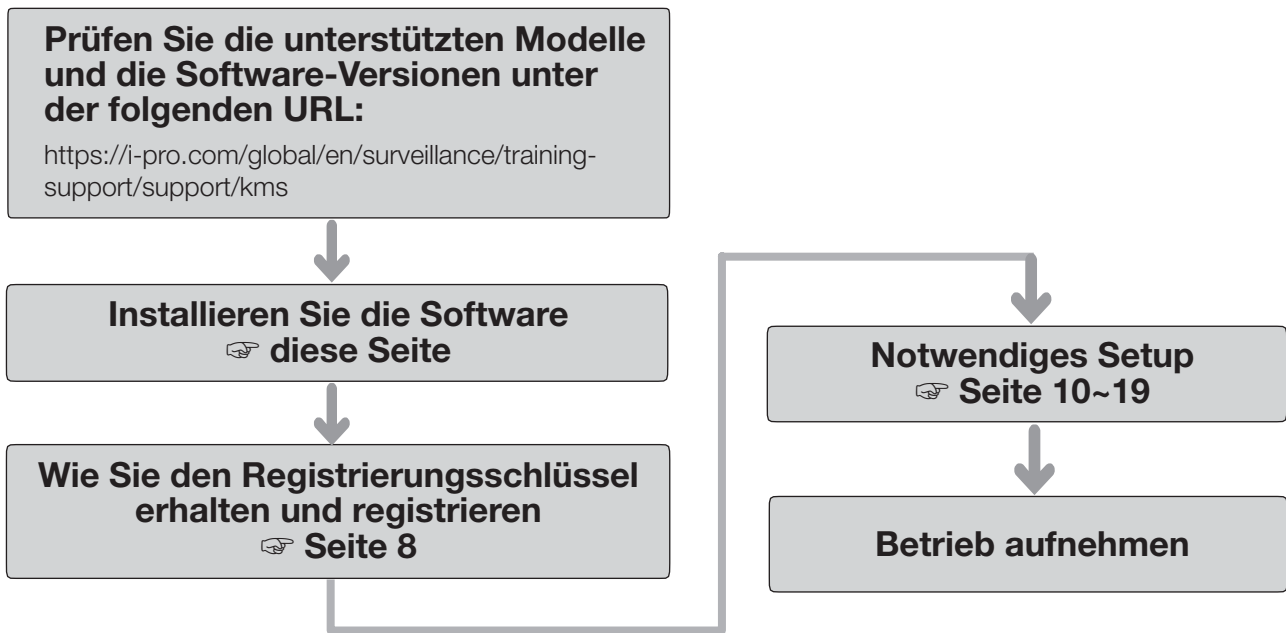 Prüfen Sie die unterstützten Modelle
und die Software-Versionen unter
der folgenden URL:
https://i-pro.com/global/en/surveillance/training-
support/support/kms
Installieren Sie die Software
☞ diese Seite
Wie Sie den Registrierungsschlüssel
erhalten und registrieren
☞ Seite 8
Notwendiges Setup
☞ Seite 10~19
Betrieb aufnehmen